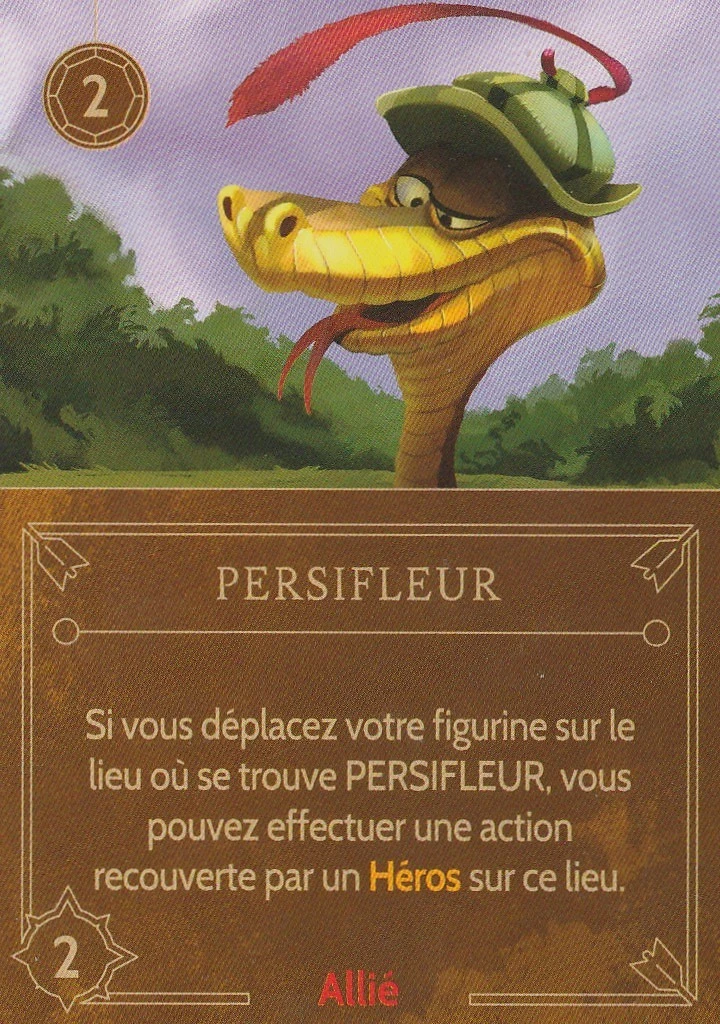 2
PERSIFLEUR
Si vous déplacez votre figurine sur le
lieu où se trouve PERSIFLEUR, vous
pouvez effectuer une action
recouverte par un Héros sur ce lieu.
2
Allié